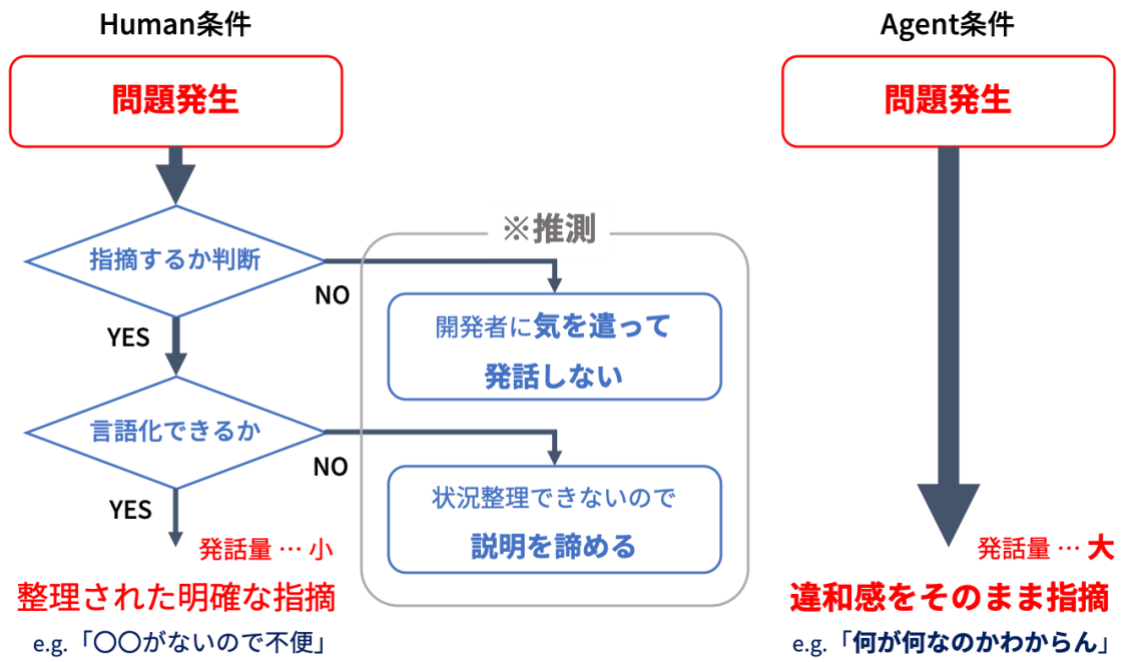 Human条件
問題発生
指摘するか判断
NO
YES
※推測
開発者に気を遣って
発話しない
言語化できるか
NO
YES
状況整理できないので
説明を諦める
発話量 … 小
整理された明確な指摘
e.g.「〇〇がないので不便」
Agent条件
問題発生
発話量 … 大
違和感をそのまま指摘
e.g.「何が何なのかわからん」